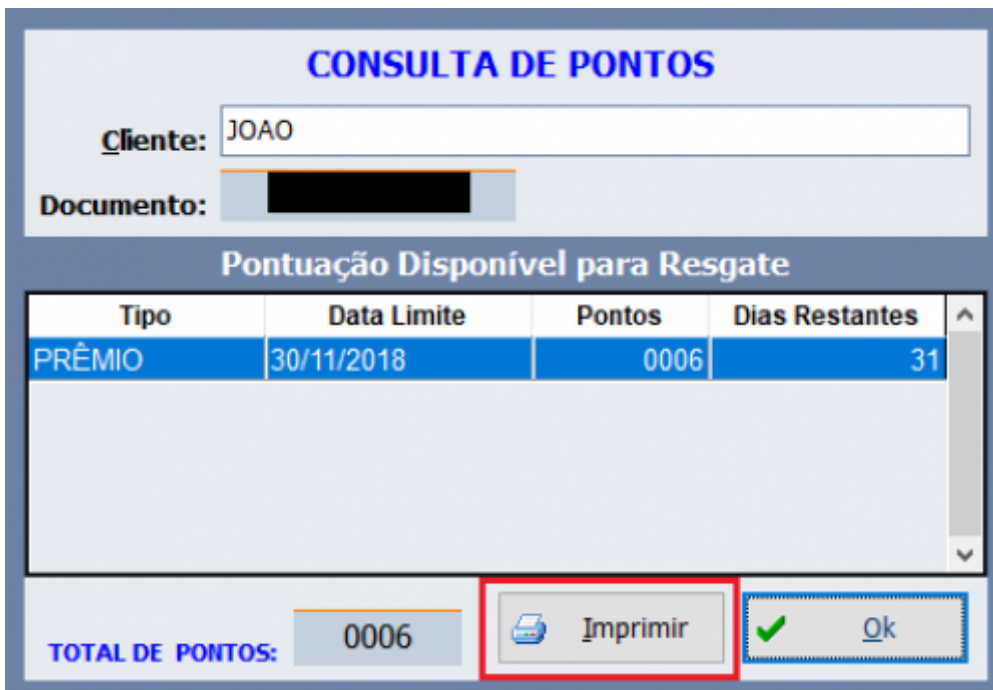 CONSULTA DE PONTOS
Cliente: JOAO
Documento:
Pontuação Disponível para Resgate
Tipo Data Limite Pontos Dias Restantes
PRÊMIO 30/11/2018 0006 31
TOTAL DE PONTOS: 0006 Imprimir Ok